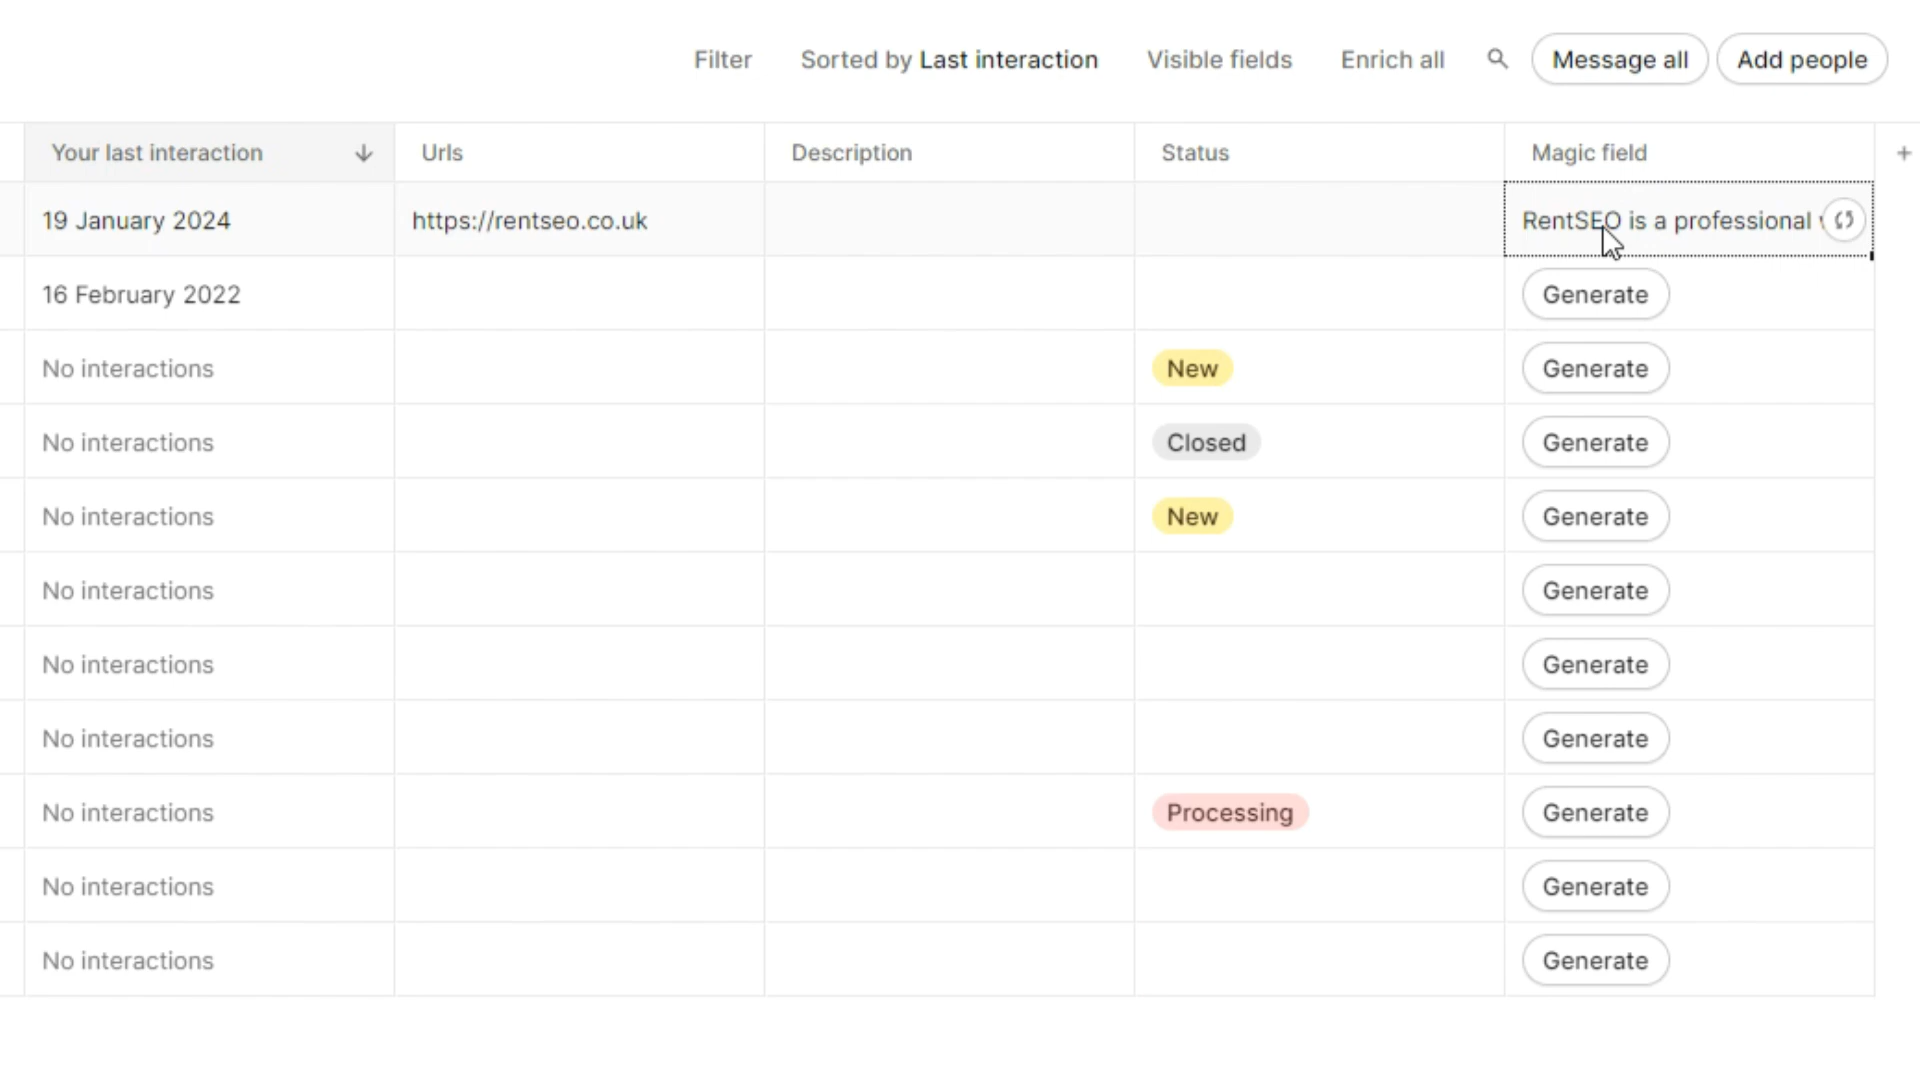 Filter Sorted by Last interaction Visible fields Enrich all Message all Add people
Your last interaction Urls Description Status Magic field
19 January 2024 https://rentseo.co.uk RentSEO is a professional
16 February 2022 Generate
No interactions New Generate
No interactions Closed Generate
No interactions New Generate
No interactions Generate
No interactions Generate
No interactions Generate
No interactions Processing Generate
No interactions Generate
No interactions Generate